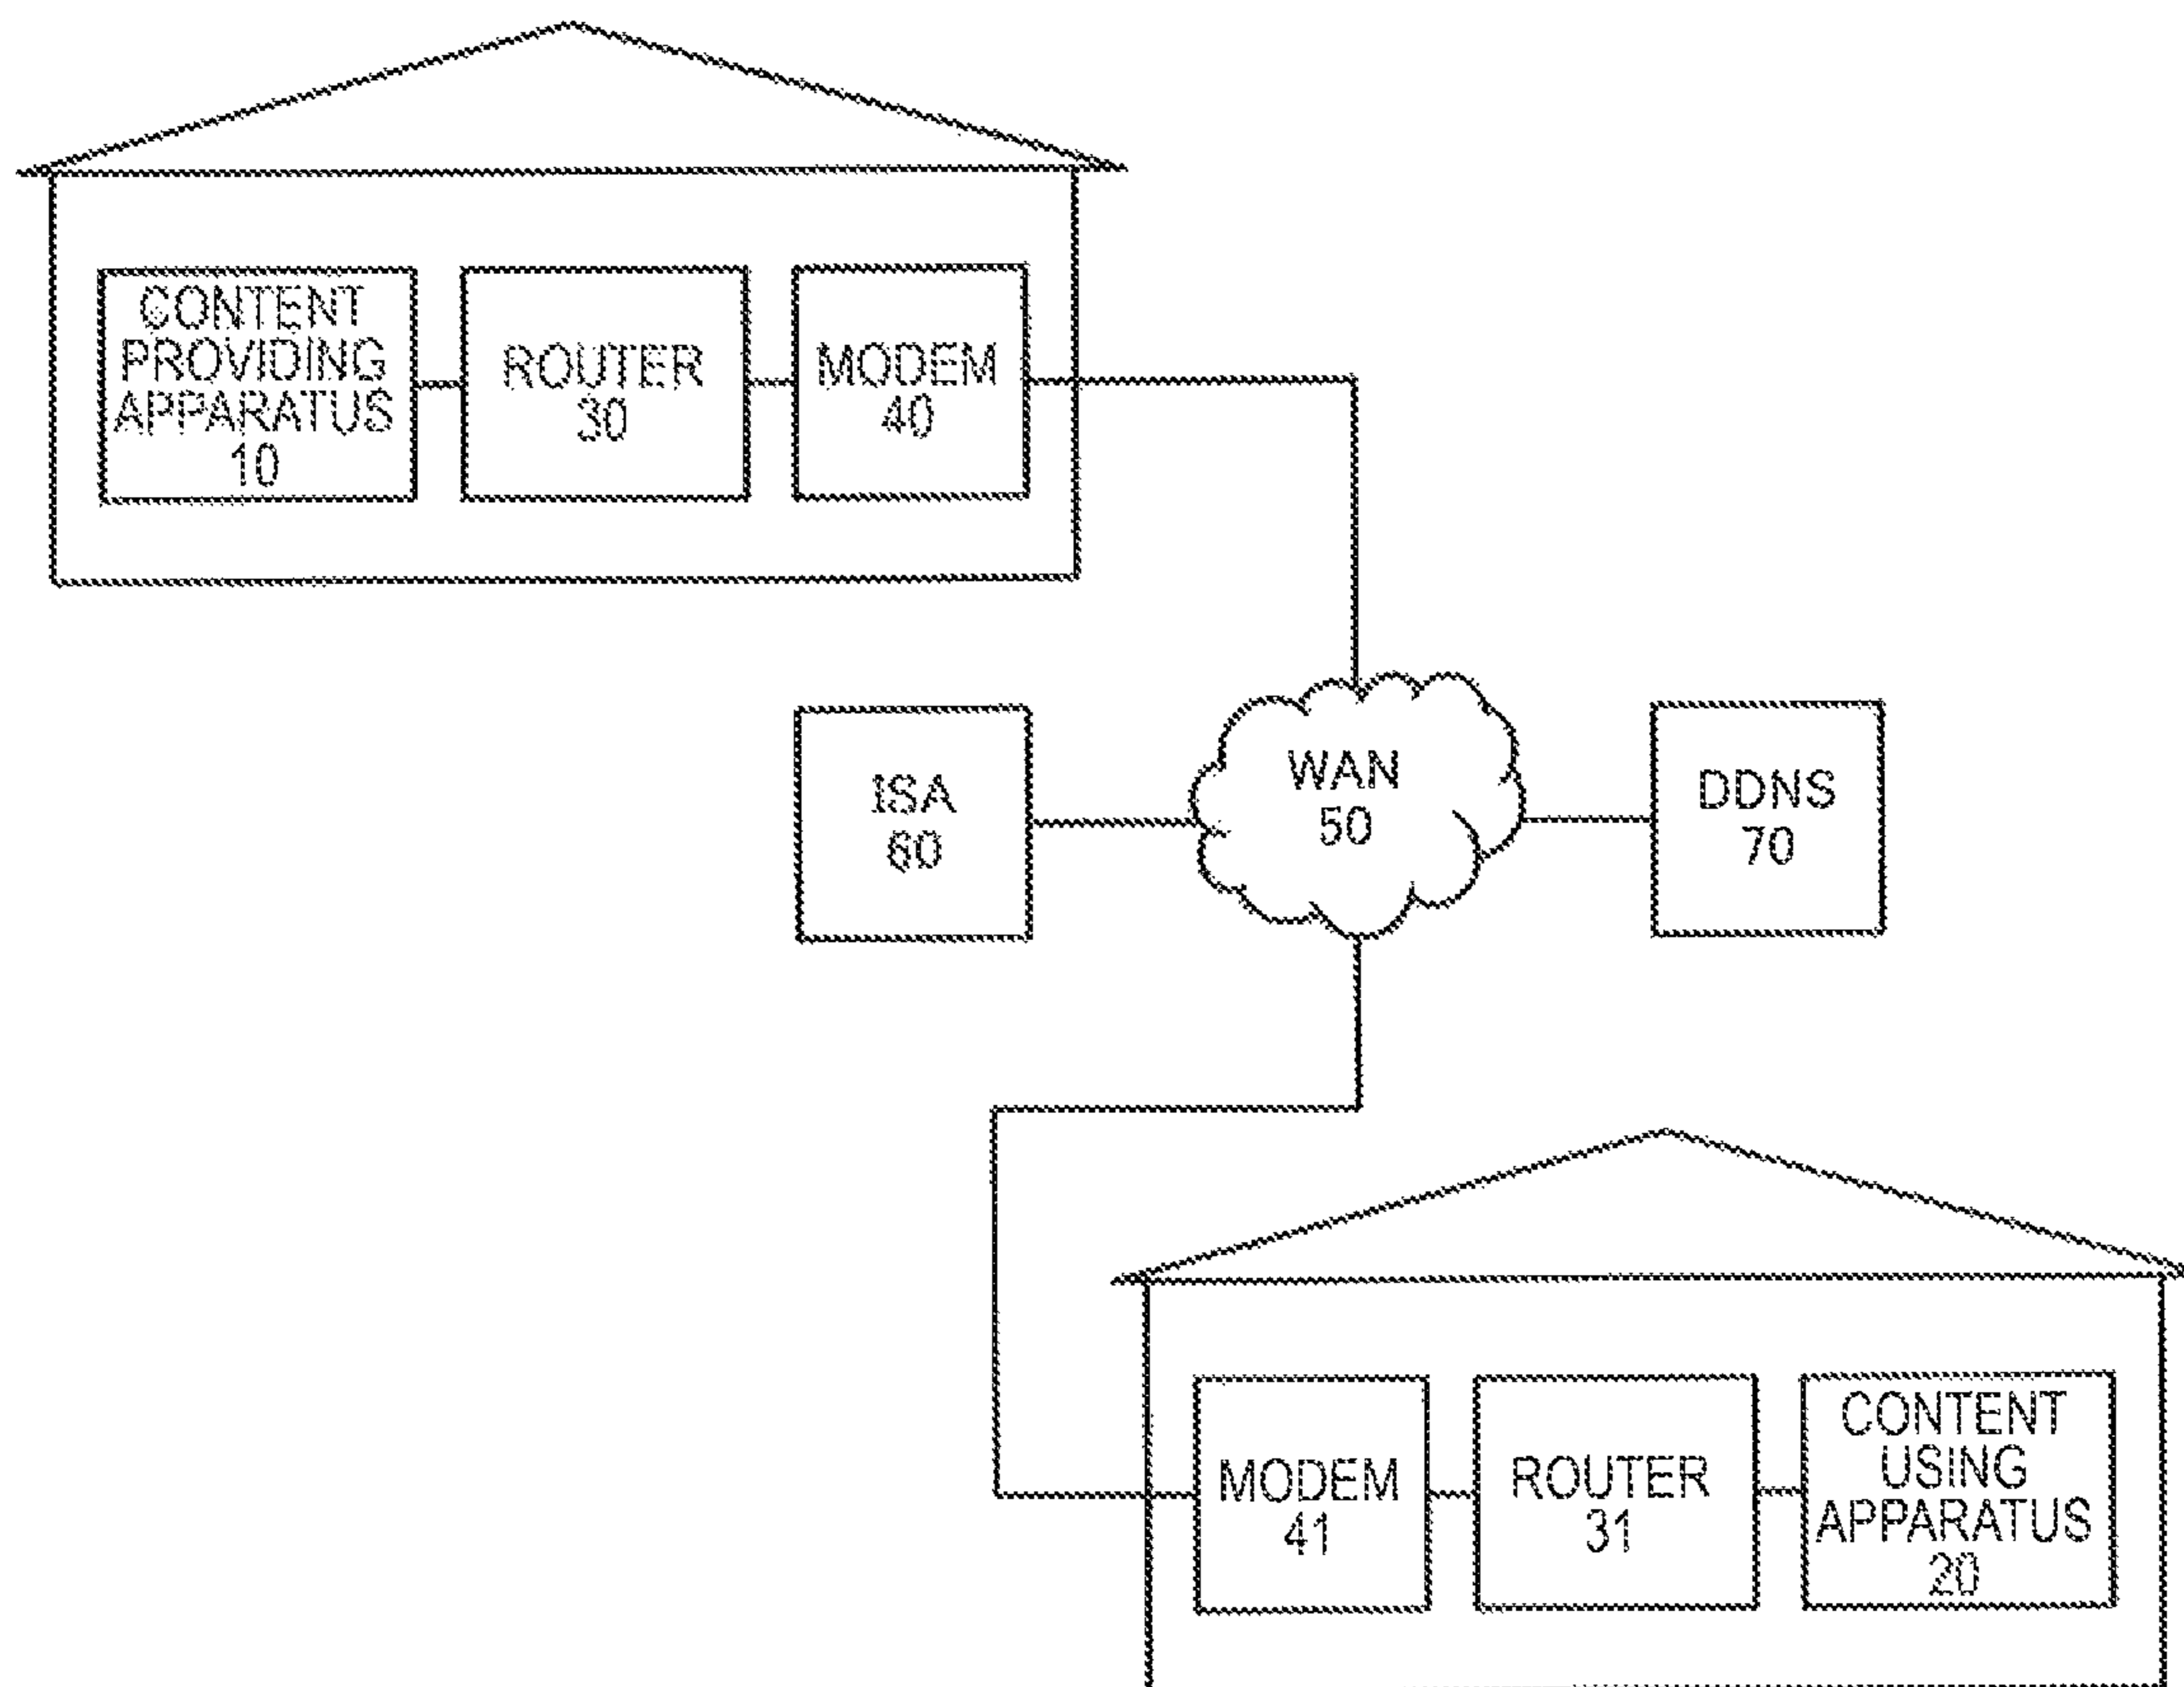 CONTENT
PROVIDING
APPARATUS
10
ROUTER
30
MODEM
40
ISA
60
WAN
50
DDNS
70
MODEM
41
ROUTER
31
CONTENT
USING
APPARATUS
20